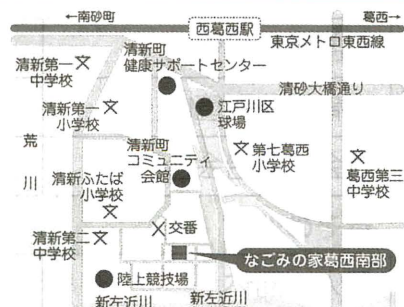 ←南砂町
西葛西駅
葛西→
東京メトロ東西線
清新第一
中学校
清新町
健康サポートセンター
清砂大橋通り
清新第一
小学校
江戸川区
球場
荒川
清新町
コミュニティ
会館
第七葛西
小学校
葛西第三
中学校
清新ふたば
小学校
清新第二
中学校
交番
なごみの家葛西南部
陸上競技場
新左近川
新左近川